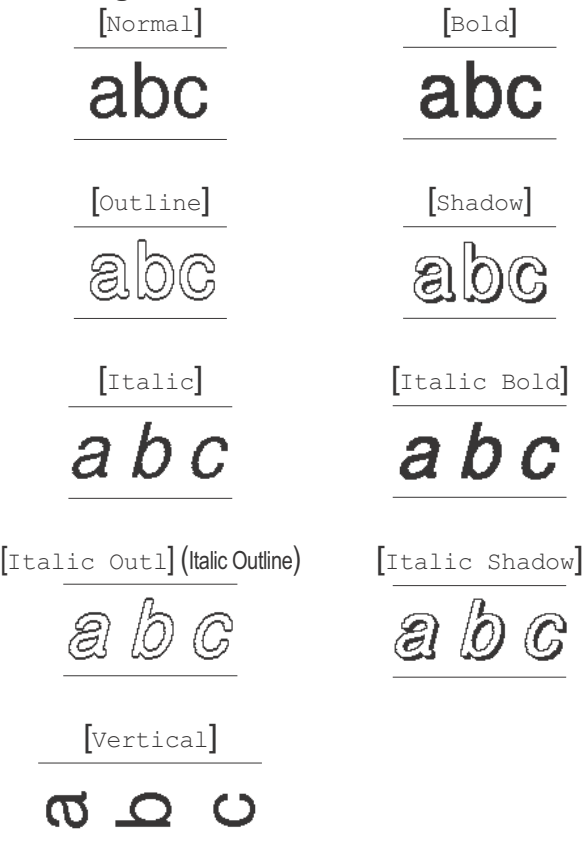 [Normal] [Bold]
abc abc
[Outline] [Shadow]
abc abc
[Italic] [Italic Bold]
a b c a b c
[Italic Outl] (Italic Outline) [Italic Shadow]
a b c a b c
[Vertical]
a b c